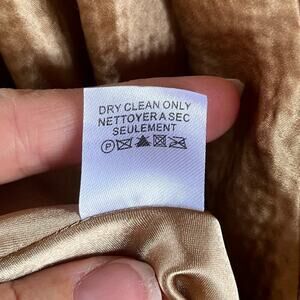 DRY CLEAN ONLY
NETTOYER A SEC
SEULEMENT
P